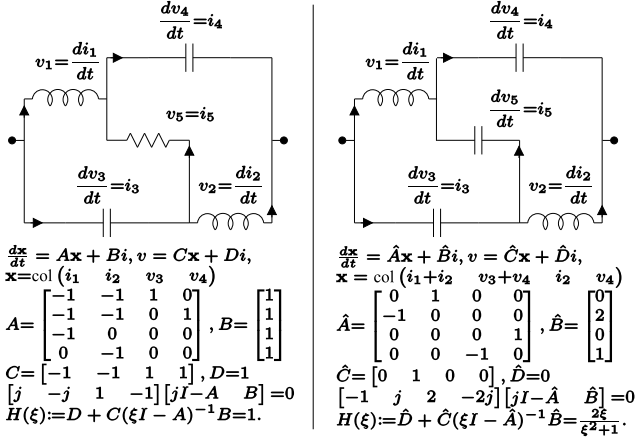 dv₄/dt=i₄
v₁=di₁/dt
v₅=i₅
dv₃/dt=i₃
v₂=di₂/dt
dx/dt = Ax + Bi, v = Cx + Di,
x=col (i₁ i₂ v₃ v₄)
A= [−1 −1 1 0; −1 −1 0 1; −1 0 0 0; 0 −1 0 0], B= [1; 1; 1; 1]
C= [−1 −1 1 1], D=1
[j −j 1 −1][jI−A B] =0
H(ξ):=D + C(ξI − A)⁻¹B=1.
dv₄/dt=i₄
v₁=di₁/dt
dv₅/dt=i₅
dv₃/dt=i₃
v₂=di₂/dt
dx/dt = Âx + B̂i, v = Ĉx + D̂i,
x = col (i₁+i₂ v₃+v₄ i₂ v₄)
Â= [0 1 0 0; −1 0 0 0; 0 0 0 1; 0 0 −1 0], B̂= [0; 2; 0; 1]
Ĉ= [0 1 0 0], D̂=0
[−1 j 2 −2j][jI−Â B̂] =0
H(ξ):=D̂ + Ĉ(ξI − Â)⁻¹B̂= 2ξ/ξ²+1.